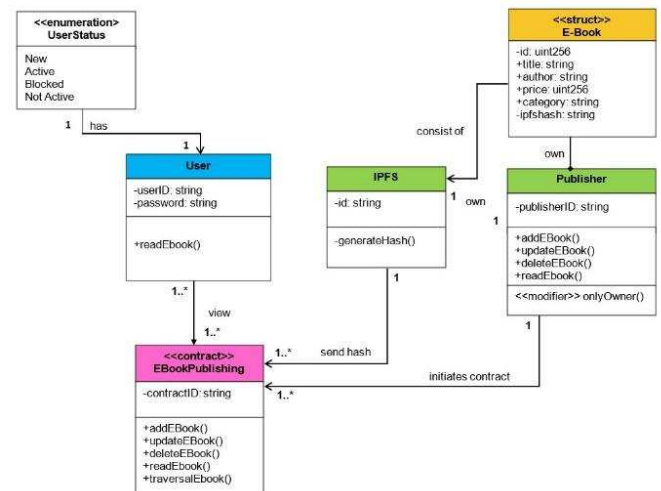 <<enumeration>>
UserStatus
New
Active
Blocked
Not Active
1
has
1
User
-userID: string
-password: string
+readEbook()
1..*
view
1..*
<<struct>>
E-Book
-id: uint256
+title: string
+author: string
+price: uint256
+category: string
-ipfshash: string
consist of
own
IPFS
-id: string
-generateHash()
1
own
1
1
Publisher
-publisherID: string
+addEBook()
+updateEBook()
+deleteEBook()
+readEbook()
<<modifier>> onlyOwner()
1
<<contract>>
EBookPublishing
-contractID: string
+addEBook()
+updateEBook()
+deleteEBook()
+readEbook()
+traversalEbook()
1..*
send hash
initiates contract
1..*